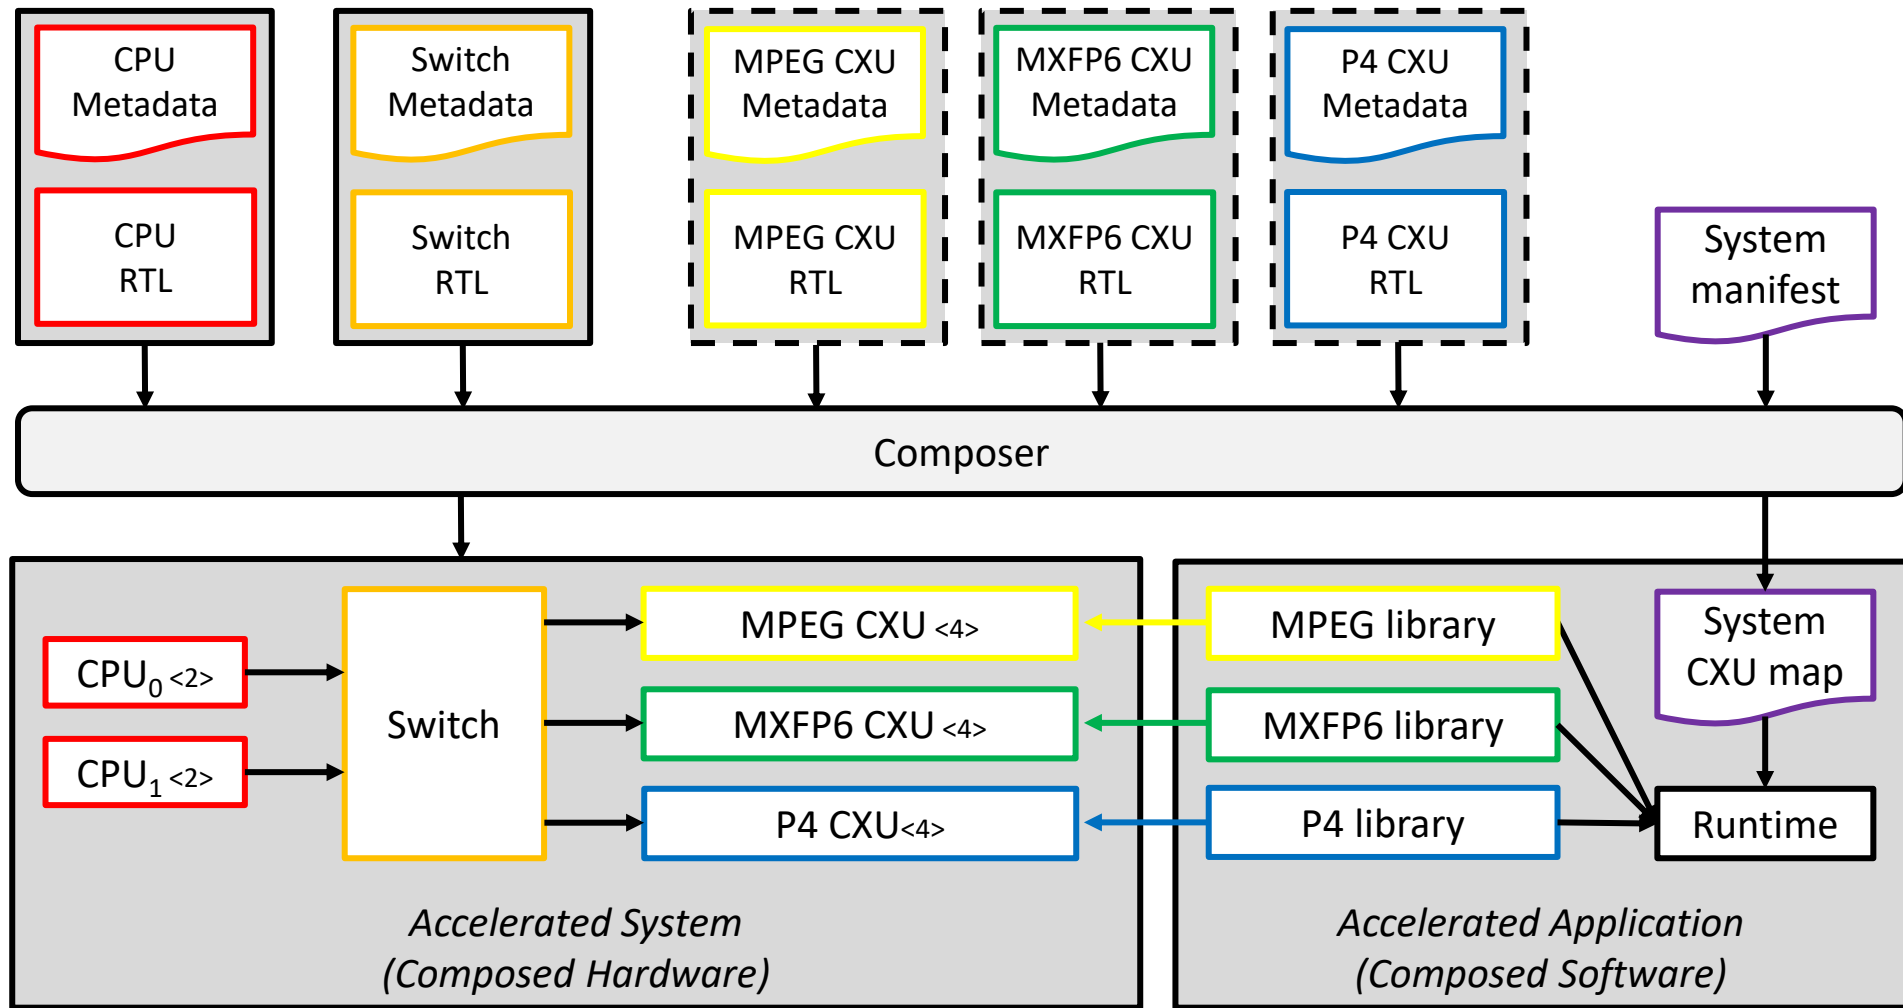 CPU
Metadata
Switch
Metadata
MPEG CXU
Metadata
MXFP6 CXU
Metadata
P4 CXU
Metadata
CPU
RTL
Switch
RTL
MPEG CXU
RTL
MXFP6 CXU
RTL
P4 CXU
RTL
System
manifest
Composer
CPU₀ <2>
CPU₁ <2>
Switch
MPEG CXU <4>
MXFP6 CXU <4>
P4 CXU<4>
Accelerated System
(Composed Hardware)
MPEG library
MXFP6 library
P4 library
System
CXU map
Runtime
Accelerated Application
(Composed Software)